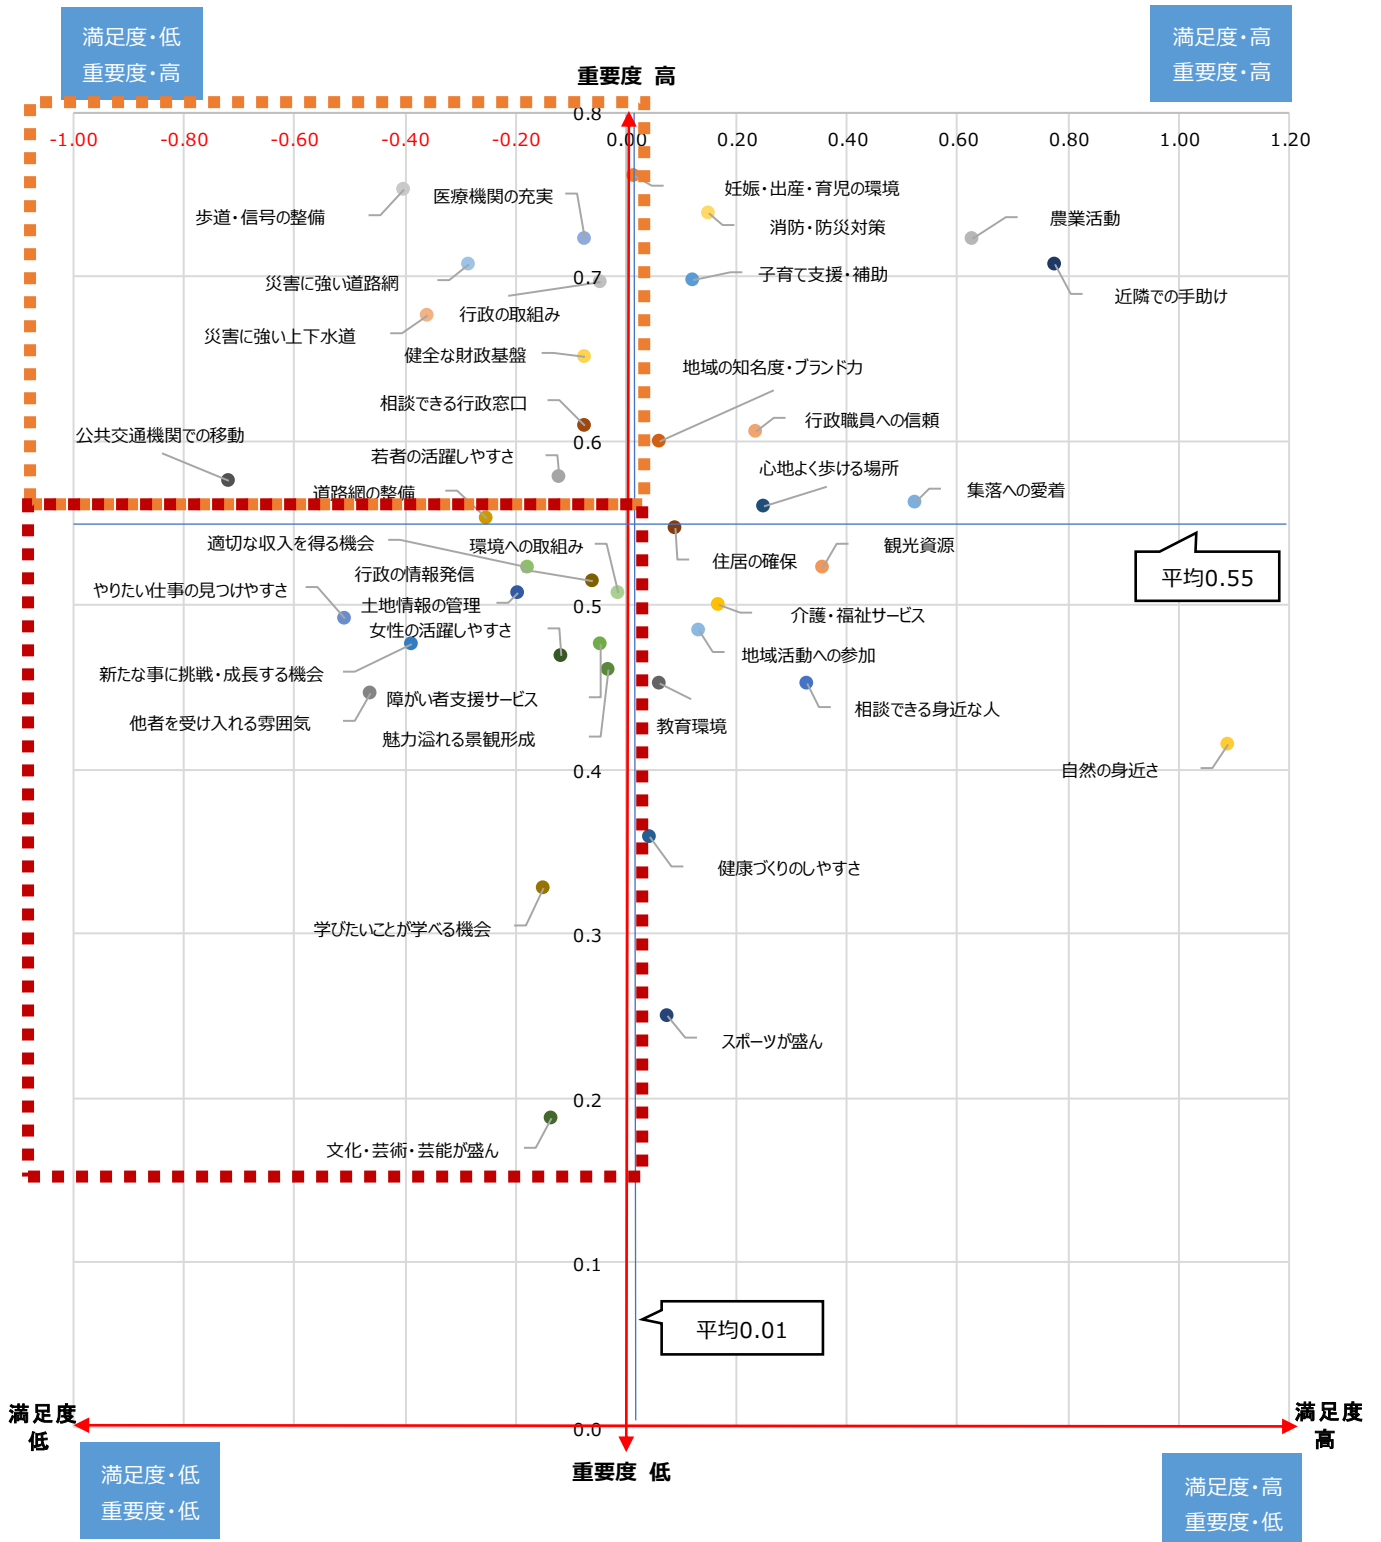 満足度・低
重要度・高
満足度・高
重要度・高
重要度 高
0.8
-1.00
-0.80
-0.60
-0.40
-0.20
0.00
0.20
0.40
0.60
0.80
1.00
1.20
妊娠・出産・育児の環境
医療機関の充実
歩道・信号の整備
消防・防災対策
農業活動
災害に強い道路網
0.7
子育て支援・補助
近隣での手助け
行政の取組み
災害に強い上下水道
健全な財政基盤
地域の知名度・ブランド力
相談できる行政窓口
行政職員への信頼
公共交通機関での移動
0.6
若者の活躍しやすさ
心地よく歩ける場所
道路網の整備
集落への愛着
適切な収入を得る機会
環境への取組み
観光資源
住居の確保
行政の情報発信
平均0.55
やりたい仕事の見つけやすさ
土地情報の管理
0.5
介護・福祉サービス
女性の活躍しやすさ
地域活動への参加
新たな事に挑戦・成長する機会
障がい者支援サービス
相談できる身近な人
他者を受け入れる雰囲気
教育環境
魅力溢れる景観形成
0.4
自然の身近さ
健康づくりのしやすさ
学びたいことが学べる機会
0.3
スポーツが盛ん
0.2
文化・芸術・芸能が盛ん
0.1
平均0.01
満足度
低
0.0
満足度
高
重要度 低
満足度・低
重要度・低
満足度・高
重要度・低